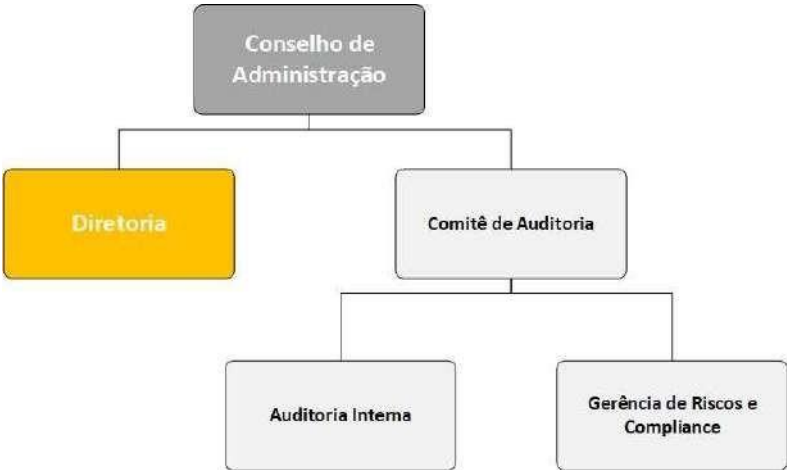 Conselho de
Administração
Diretoria
Comitê de Auditoria
Auditoria Interna
Gerência de Riscos e
Compliance